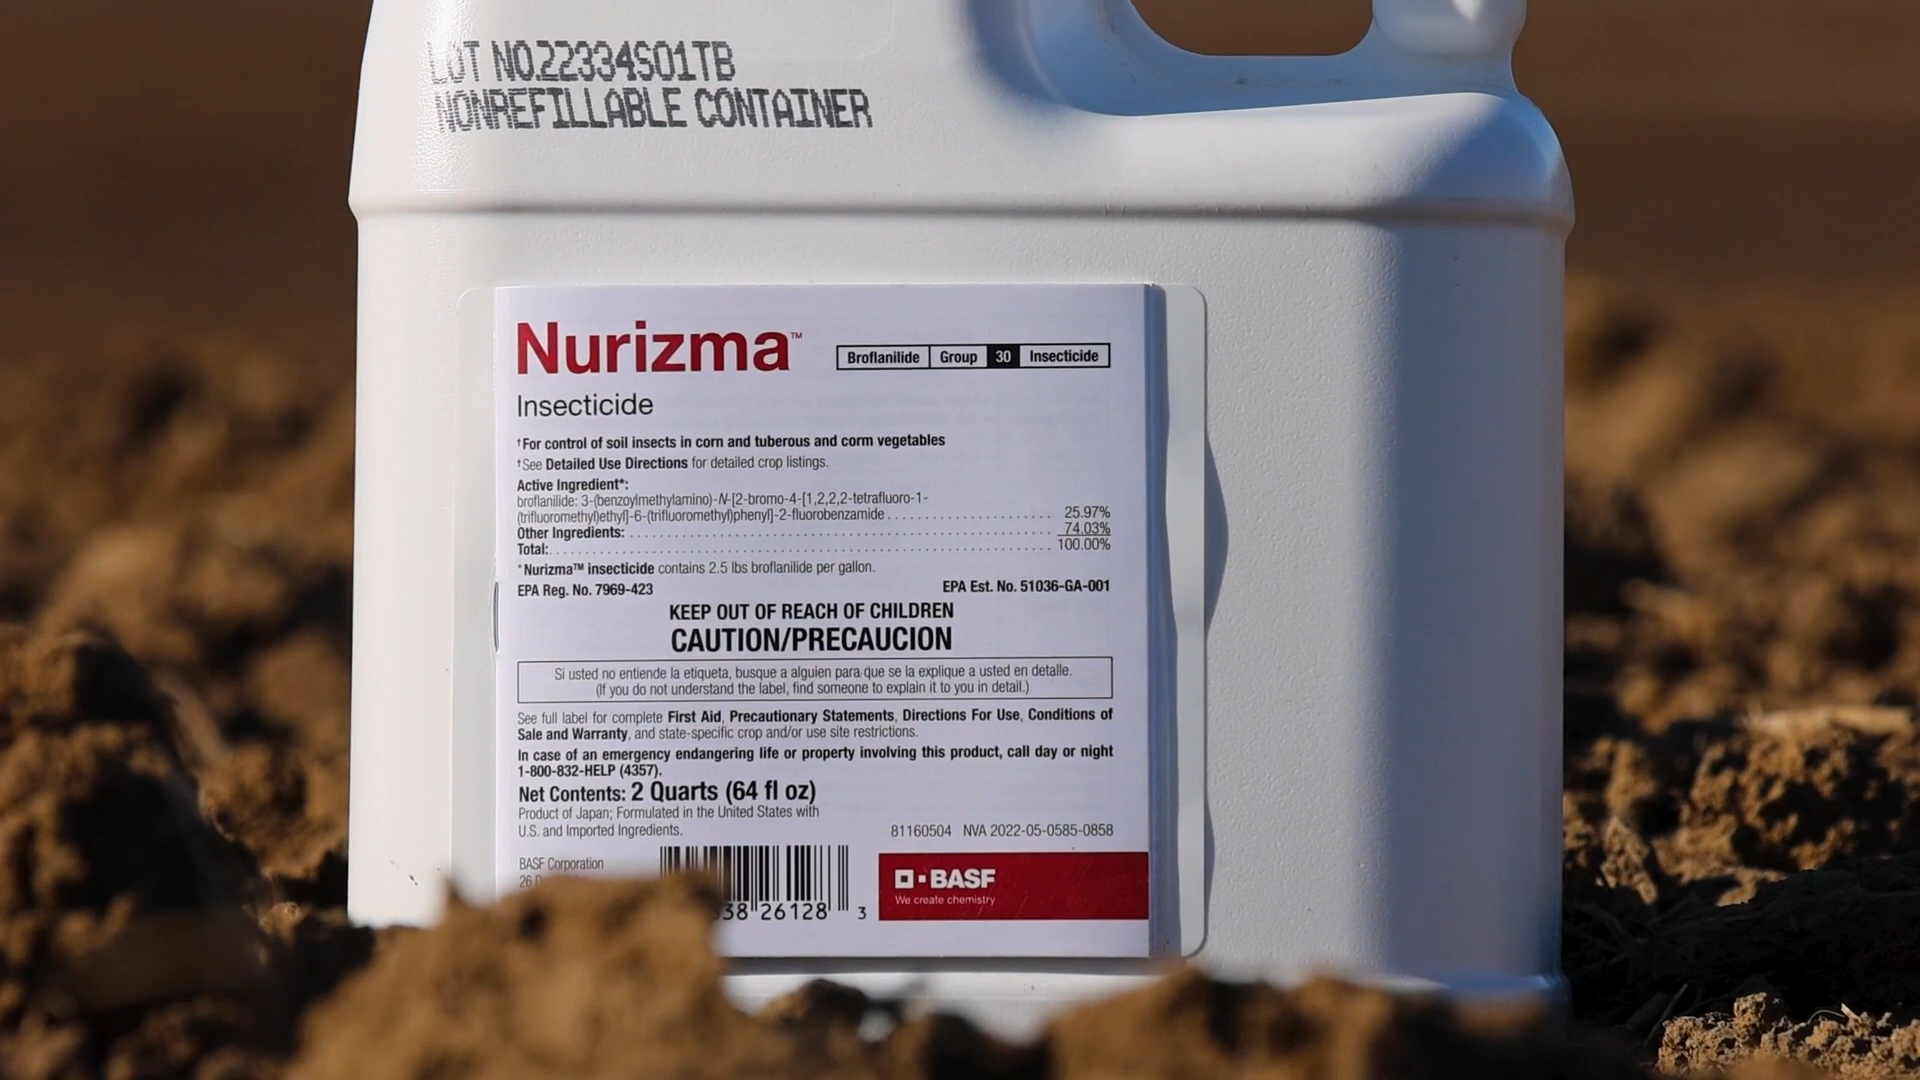 LOT NO.22334S01TB
NONREFILLABLE CONTAINER
Nurizma™
Broflanilide Group 30 Insecticide
Insecticide
†For control of soil insects in corn and tuberous and corm vegetables
†See Detailed Use Directions for detailed crop listings.
Active Ingredient*:
broflanilide: 3-(benzoylmethylamino)-N-[2-bromo-4-[1,2,2,2-tetrafluoro-1-
(trifluoromethyl)ethyl]-6-(trifluoromethyl)phenyl]-2-fluorobenzamide . . . . . . . . . . . . . . . . . . . . . . . 25.97%
Other Ingredients: . . . . . . . . . . . . . . . . . . . . . . . . . . . . . . . . . . . . . . . . . . . . . . . . . . . . . . . . . . 74.03%
Total: . . . . . . . . . . . . . . . . . . . . . . . . . . . . . . . . . . . . . . . . . . . . . . . . . . . . . . . . . . . . . . . . . . . . 100.00%
*Nurizma™ insecticide contains 2.5 lbs broflanilide per gallon.
EPA Reg. No. 7969-423 EPA Est. No. 51036-GA-001
KEEP OUT OF REACH OF CHILDREN
CAUTION/PRECAUCION
Si usted no entiende la etiqueta, busque a alguien para que se la explique a usted en detalle.
(If you do not understand the label, find someone to explain it to you in detail.)
See full label for complete First Aid, Precautionary Statements, Directions For Use, Conditions of
Sale and Warranty, and state-specific crop and/or use site restrictions.
In case of an emergency endangering life or property involving this product, call day or night
1-800-832-HELP (4357).
Net Contents: 2 Quarts (64 fl oz)
Product of Japan; Formulated in the United States with
U.S. and Imported Ingredients.
81160504 NVA 2022-05-0585-0858
BASF Corporation
26
38 26128 3
BASF
We create chemistry